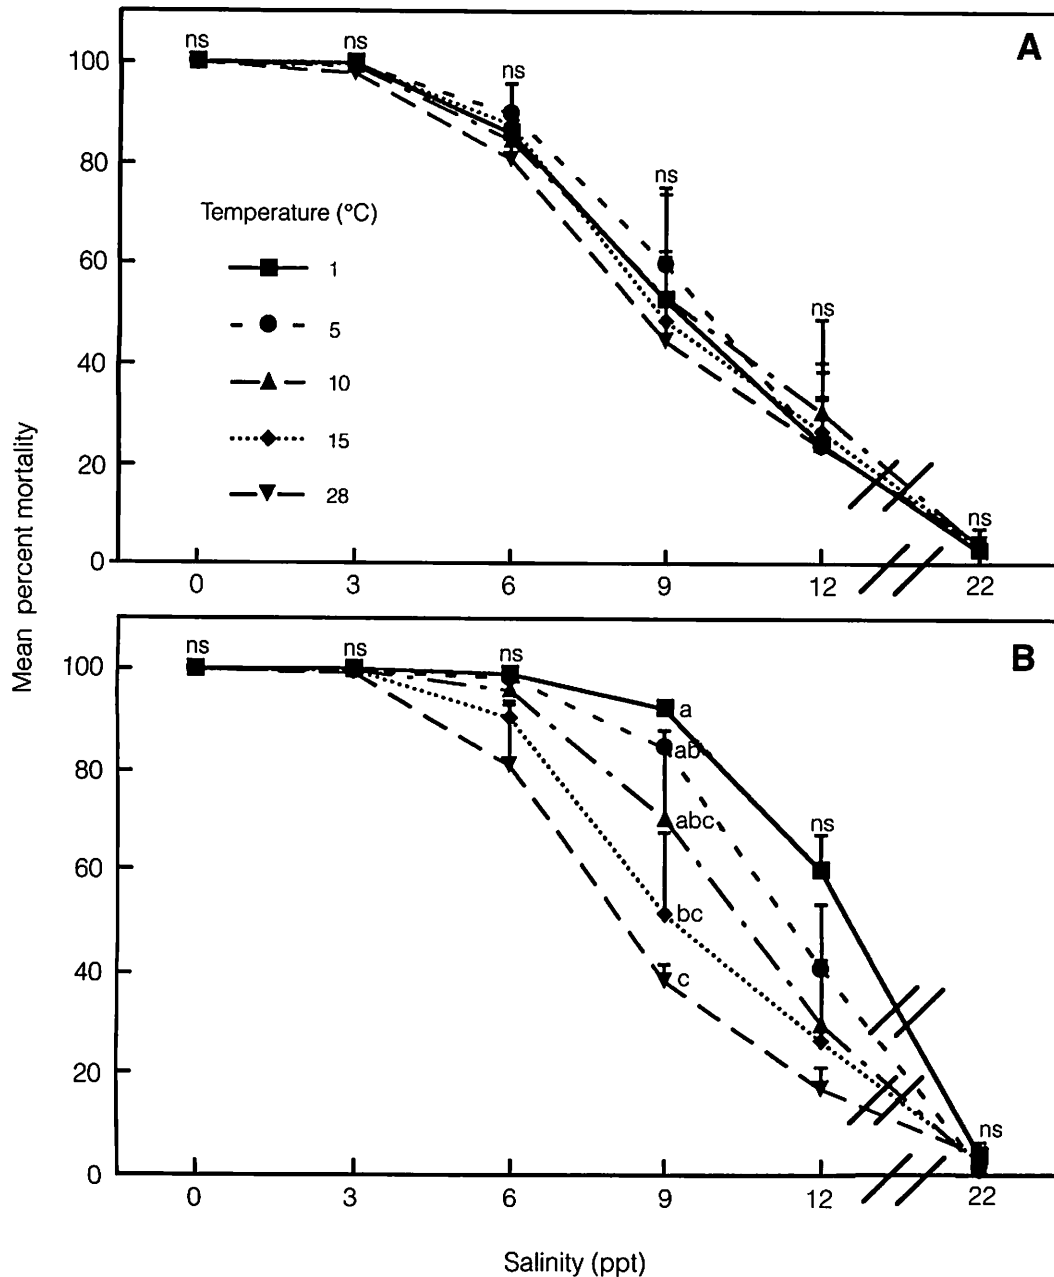 A
ns
ns
100
ns
80
ns
Temperature (°C)
60
1
ns
5
40
10
15
20
28
ns
0
0 3 6 9 12 22
Mean percent mortality
B
ns ns ns
100
a
ab
80
abc
ns
60
bc
40
c
20
ns
0
0 3 6 9 12 22
Salinity (ppt)